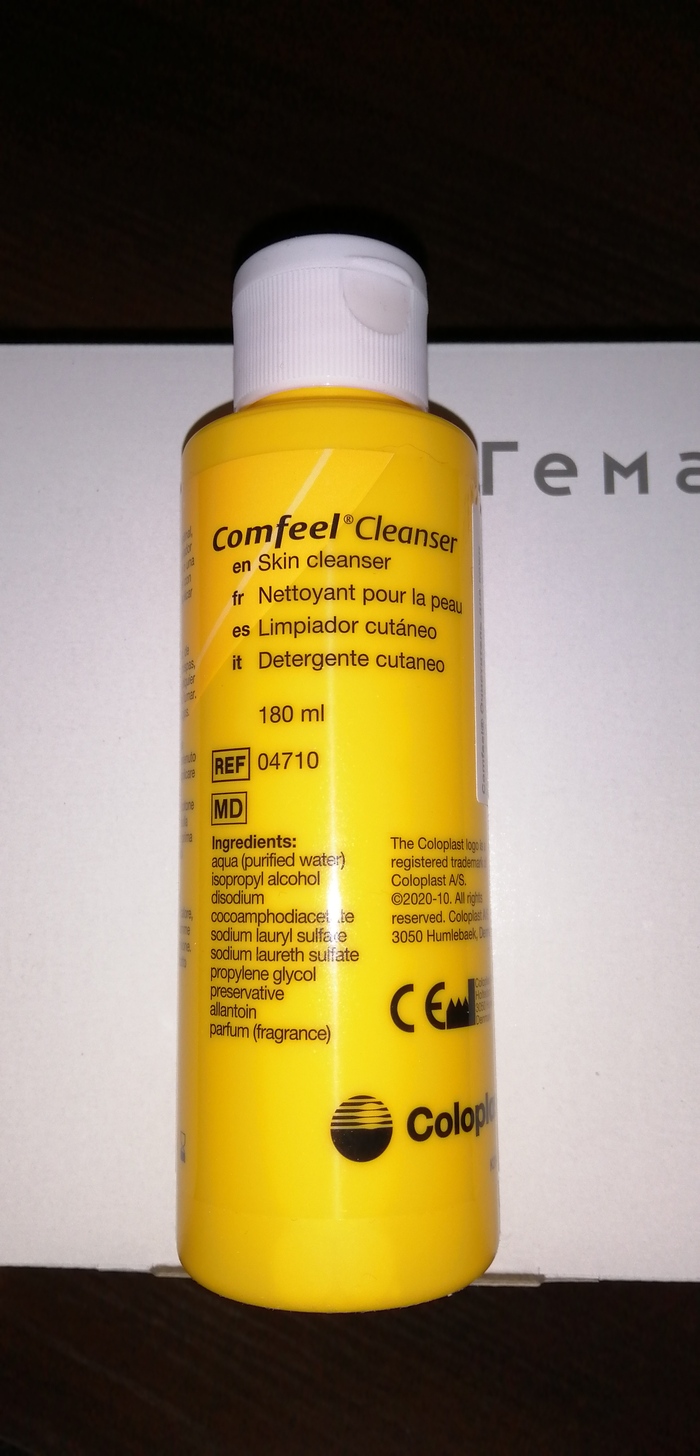 Гема
Comfeel® Cleanser
en Skin cleanser
fr Nettoyant pour la peau
es Limpiador cutáneo
it Detergente cutaneo
180 ml
REF 04710
MD
Ingredients:
aqua (purified water)
isopropyl alcohol
disodium
cocoamphodiacetate
sodium lauryl sulfate
sodium laureth sulfate
propylene glycol
preservative
allantoin
parfum (fragrance)
The Coloplast logo is
registered trademark
Coloplast A/S.
©2020-10. All rights
reserved. Coloplast
3050 Humlebaek,
CE
Colopla